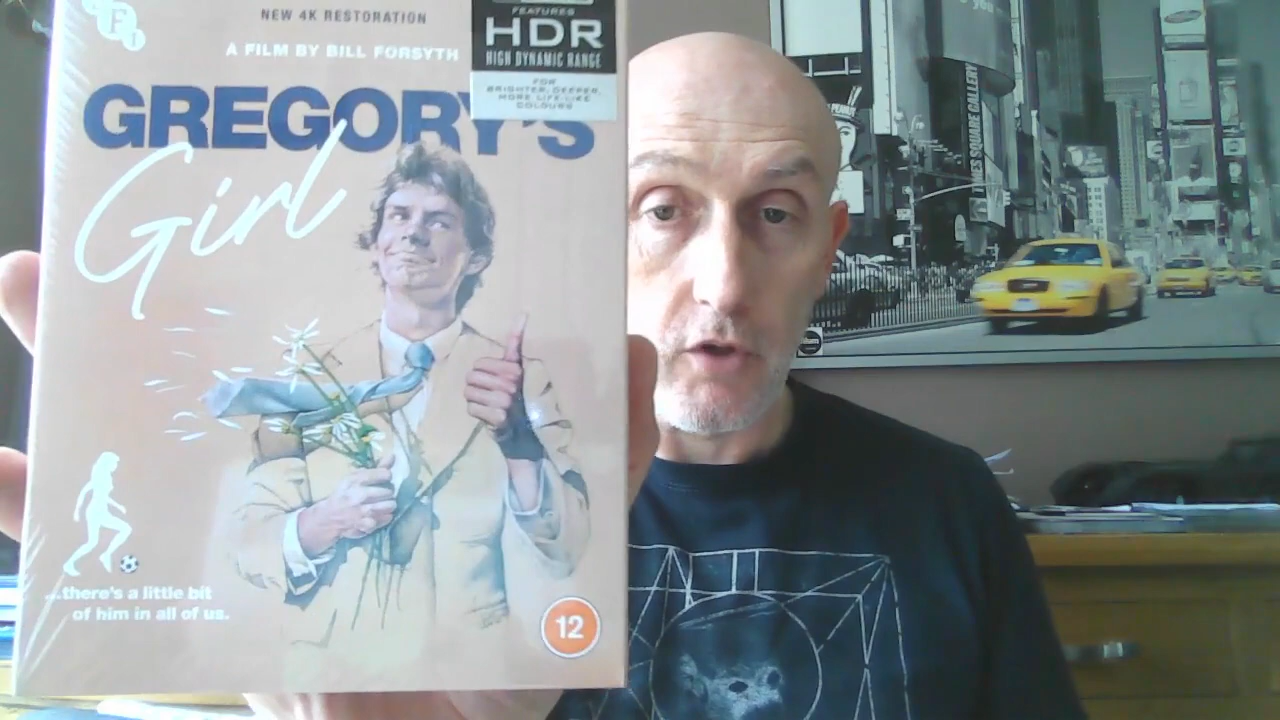 BFI
NEW 4K RESTORATION
A FILM BY BILL FORSYTH
FEATURES
HDR
HIGH DYNAMIC RANGE
FOR
BRIGHTER, DEEPER,
MORE LIFE-LIKE
COLOURS
GREGORY'S
Girl
...there's a little bit
of him in all of us.
12
SQUARE GALLERY